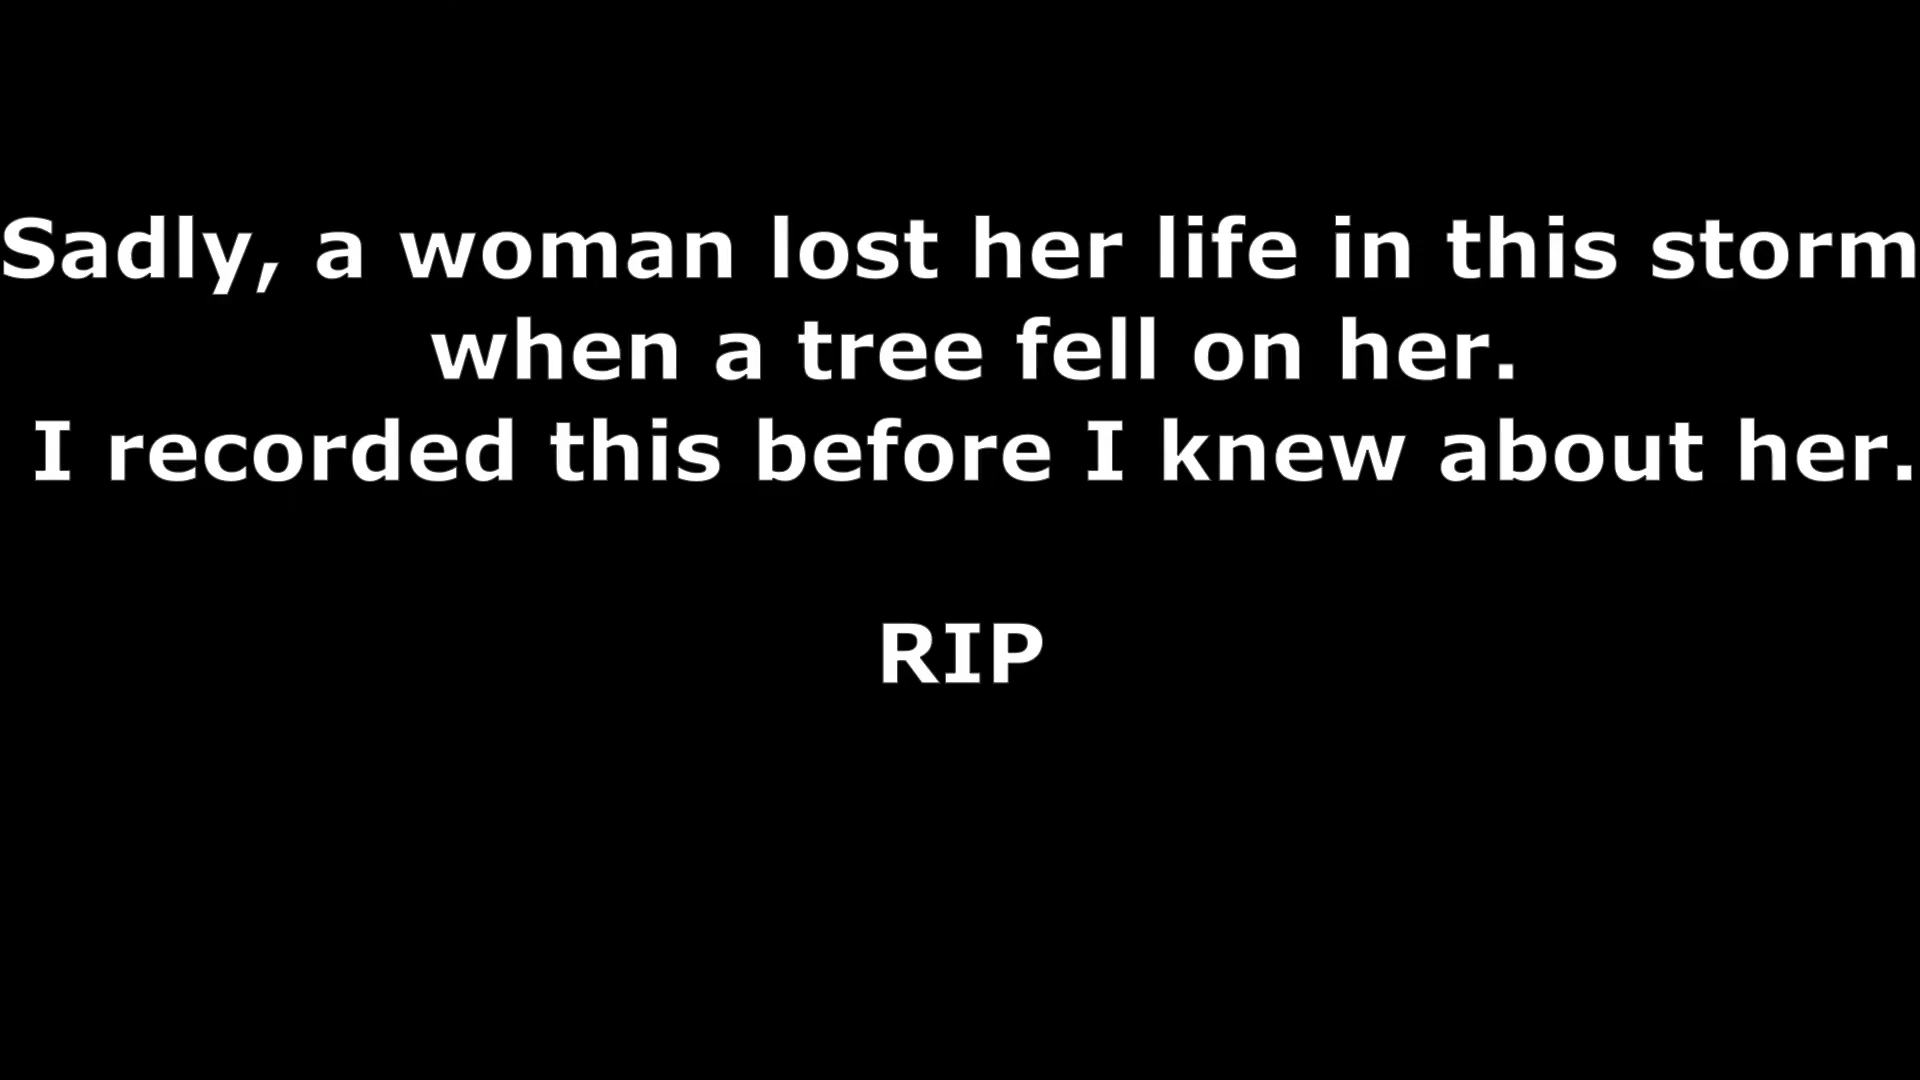 Sadly, a woman lost her life in this storm
when a tree fell on her.
I recorded this before I knew about her.
RIP